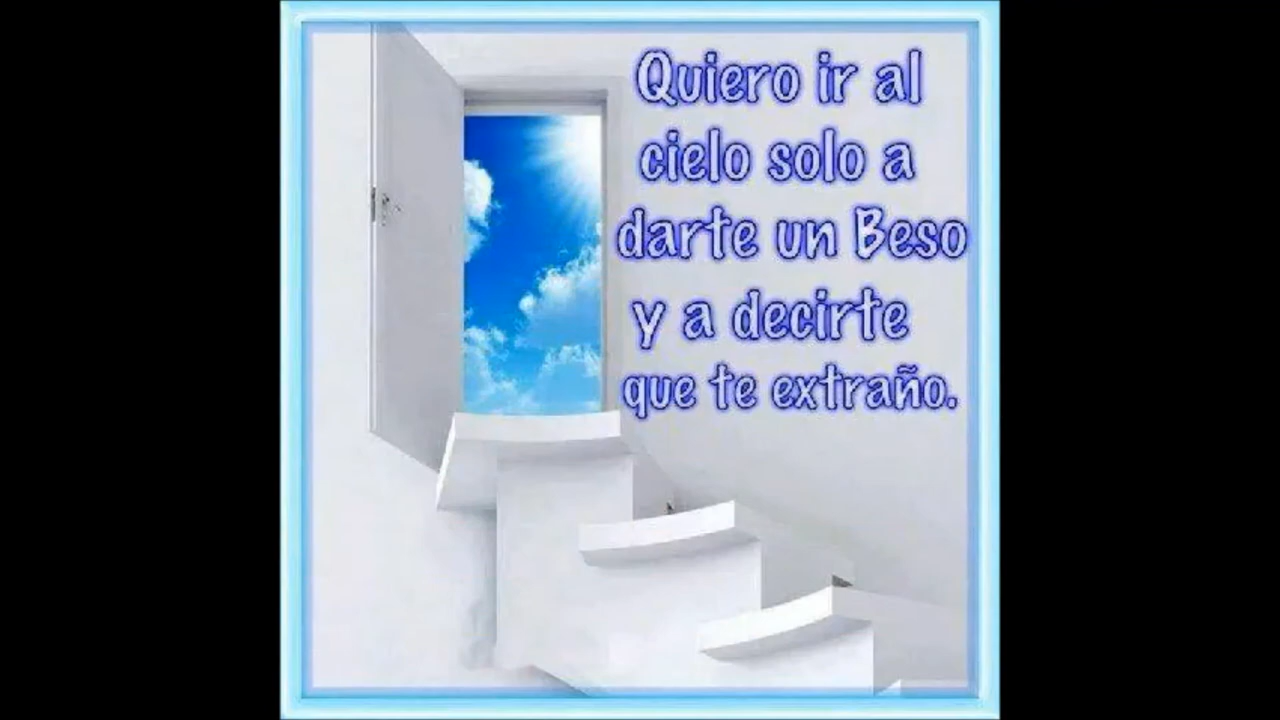 Quiero ir al
cielo solo a
darte un Beso
y a decirte
que te extraño.